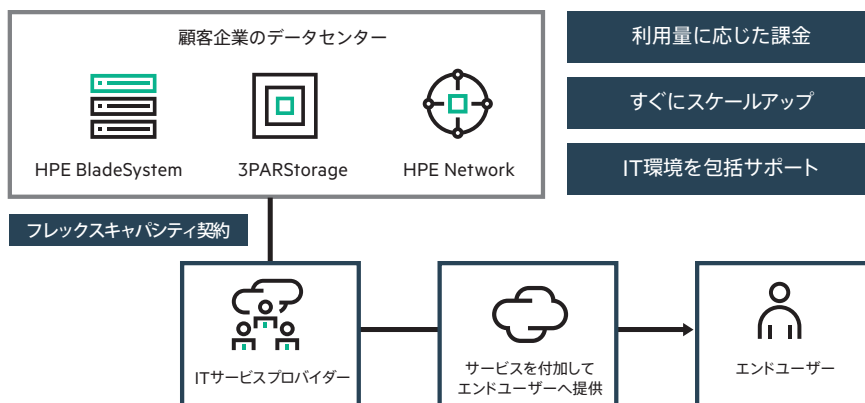 顧客企業のデータセンター
HPE BladeSystem
3PARStorage
HPE Network
利用量に応じた課金
すぐにスケールアップ
IT環境を包括サポート
フレックスキャパシティ契約
ITサービスプロバイダー
サービスを付加して
エンドユーザーへ提供
エンドユーザー